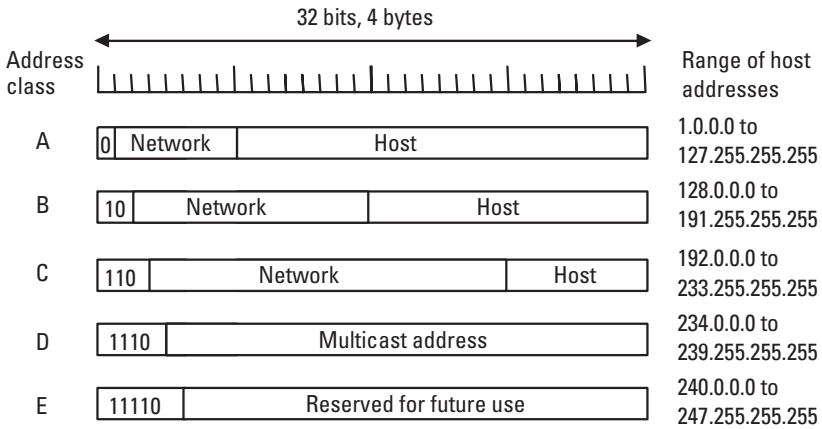 32 bits, 4 bytes
Address
class
Range of host
addresses
A
0 Network Host
1.0.0.0 to
127.255.255.255
B
10 Network Host
128.0.0.0 to
191.255.255.255
C
110 Network Host
192.0.0.0 to
233.255.255.255
D
1110 Multicast address
234.0.0.0 to
239.255.255.255
E
11110 Reserved for future use
240.0.0.0 to
247.255.255.255